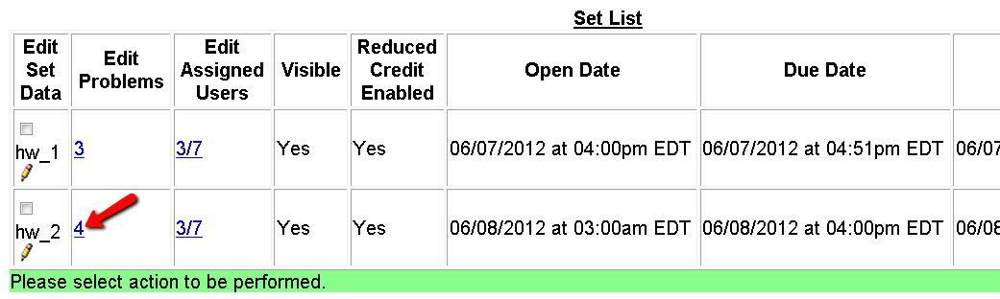 Set List
Edit Set Data Edit Problems Edit Assigned Users Visible Reduced Credit Enabled Open Date Due Date
hw_1 3 3/7 Yes Yes 06/07/2012 at 04:00pm EDT 06/07/2012 at 04:51pm EDT 06/07
hw_2 4 3/7 Yes Yes 06/08/2012 at 03:00am EDT 06/08/2012 at 04:00pm EDT 06/08
Please select action to be performed.